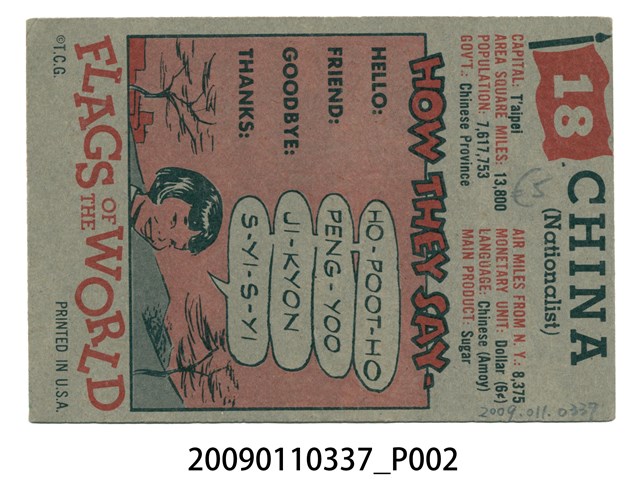 18
CHINA
(Nationalist)
CAPITAL: T'aipei
AREA SQUARE MILES: 13,800
POPULATION: 7,617,753
GOV'T.: Chinese Province
AIR MILES FROM N. Y.: 8,375
MONETARY UNIT: Dollar (6¢)
LANGUAGE: Chinese (Amoy)
MAIN PRODUCT: Sugar
2009.011.0337
HOW THEY SAY-
HELLO: HO-POOT-HO
FRIEND: PENG-YOO
GOODBYE: JI-KYON
THANKS: S-YI-S-YI
FLAGS OF THE WORLD
©T.C.G.
PRINTED IN U.S.A.
20090110337_P002